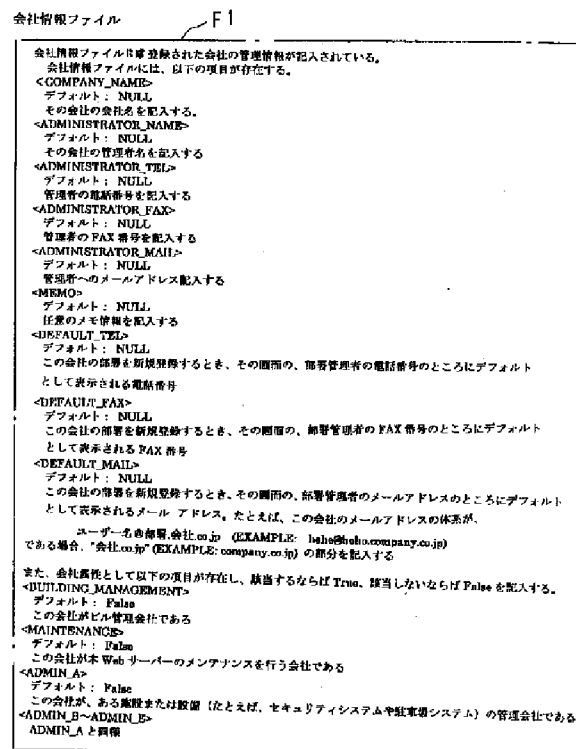 会社情報ファイル
F1
会社情報ファイルには登録された会社の管理情報が記入されている。
会社情報ファイルには、以下の項目が存在する。
<COMPANY_NAME>
デフォルト： NULL
その会社の会社名を記入する。
<ADMINISTRATOR_NAME>
デフォルト： NULL
その会社の管理者名を記入する
<ADMINISTRATOR_TEL>
デフォルト： NULL
管理者の電話番号を記入する
<ADMINISTRATOR_FAX>
デフォルト： NULL
管理者の FAX 番号を記入する
<ADMINISTRATOR_MAIL>
デフォルト： NULL
管理者へのメールアドレス記入する
<MEMO>
デフォルト： NULL
任意のメモ情報を記入する
<DEFAULT_TEL>
デフォルト： NULL
この会社の部署を新規登録するとき、その画面の、部署管理者の電話番号のところにデフォルト
として表示される電話番号
<DEFAULT_FAX>
デフォルト： NULL
この会社の部署を新規登録するとき、その画面の、部署管理者の FAX 番号のところにデフォルト
として表示される FAX 番号
<DEFAULT_MAIL>
デフォルト： NULL
この会社の部署を新規登録するとき、その画面の、部署管理者のメールアドレスのところにデフォルト
として表示されるメール アドレス。たとえば、この会社のメールアドレスの体系が、
ユーザー名@部署.会社.co.jp (EXAMPLE: hehe@hoho.company.co.jp)
である場合、"会社.co.jp" (EXAMPLE: company.co.jp) の部分を記入する
また、会社属性として以下の項目が存在し、該当するならば True、該当しないならば False を記入する。
<BUILDING_MANAGEMENT>
デフォルト： False
この会社がビル管理会社である
<MAINTENANCE>
デフォルト： False
この会社が本 Web サーバーのメンテナンスを行う会社である
<ADMIN_A>
デフォルト： False
この会社が、ある施設または設備（たとえば、セキュリティシステムや駐車場システム）の管理会社である
<ADMIN_B～ADMIN_E>
ADMIN_A と同様